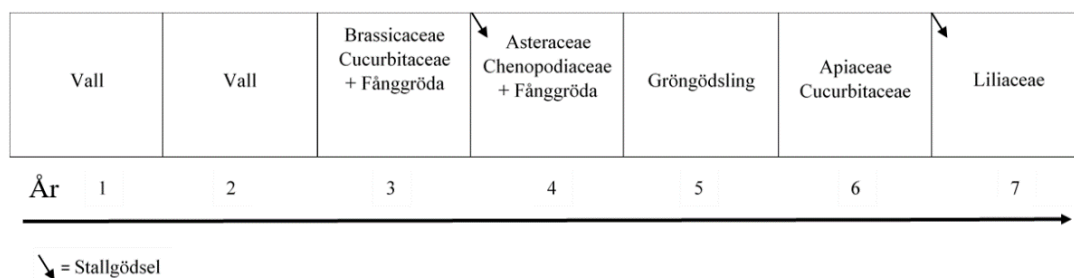 Vall
Vall
Brassicaceae
Cucurbitaceae
+ Fånggröda
Asteraceae
Chenopodiaceae
+ Fånggröda
Gröngödsling
Apiaceae
Cucurbitaceae
Liliaceae
År 1 2 3 4 5 6 7
= Stallgödsel